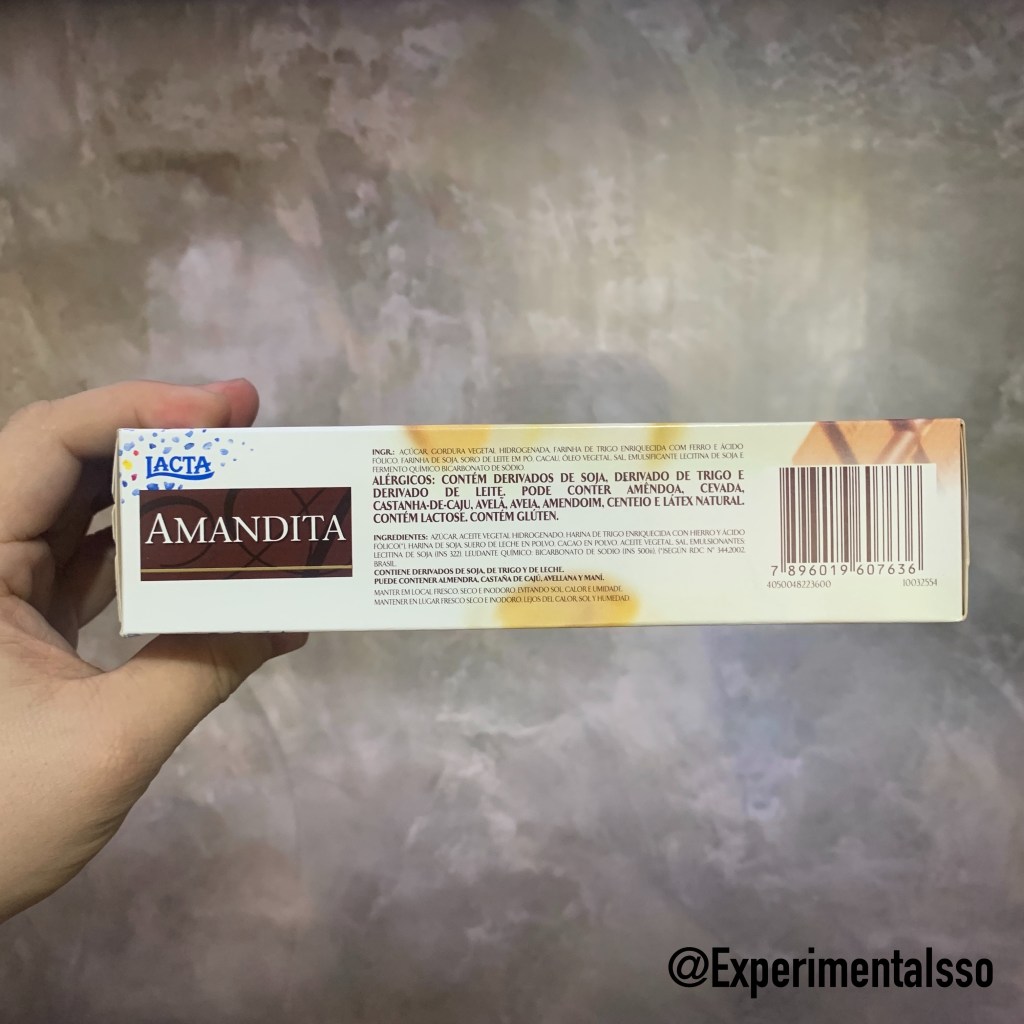 LACTA
AMANDITA
INGR.: AÇÚCAR, GORDURA VEGETAL HIDROGENADA, FARINHA DE TRIGO ENRIQUECIDA COM FERRO E ÁCIDO
FÓLICO, FARINHA DE SOJA, SORO DE LEITE EM PÓ, CACAU, ÓLEO VEGETAL, SAL, EMULSIFICANTE LECITINA DE SOJA E
FERMENTO QUÍMICO BICARBONATO DE SÓDIO.
ALÉRGICOS: CONTÉM DERIVADOS DE SOJA, DERIVADO DE TRIGO E
DERIVADO DE LEITE. PODE CONTER AMÊNDOA, CEVADA,
CASTANHA-DE-CAJU, AVELÃ, AVEIA, AMENDOIM, CENTEIO E LÁTEX NATURAL.
CONTÉM LACTOSE. CONTÉM GLÚTEN.
INGREDIENTES: AZÚCAR, ACEITE VEGETAL HIDROGENADO, HARINA DE TRIGO ENRIQUECIDA CON HIERRO Y ÁCIDO
FÓLICO(*), HARINA DE SOJA, SUERO DE LECHE EN POLVO, CACAO EN POLVO, ACEITE VEGETAL, SAL, EMULSIONANTES:
LECITINA DE SOJA (INS 322), LEUDANTE QUÍMICO: BICARBONATO DE SODIO (INS 500ii). (*)SEGÚN RDC N° 344,2002,
BRASIL.
CONTIENE DERIVADOS DE SOJA, DE TRIGO Y DE LECHE.
PUEDE CONTENER ALMENDRA, CASTAÑA DE CAJÚ, AVELLANA Y MANÍ.
MANTER EM LOCAL FRESCO, SECO E INODORO, EVITANDO SOL, CALOR E UMIDADE.
MANTENER EN LUGAR FRESCO SECO E INODORO, LEJOS DEL CALOR, SOL Y HUMEDAD.
7 896019 607636
4050048223600 10032554
@ExperimentaIsso